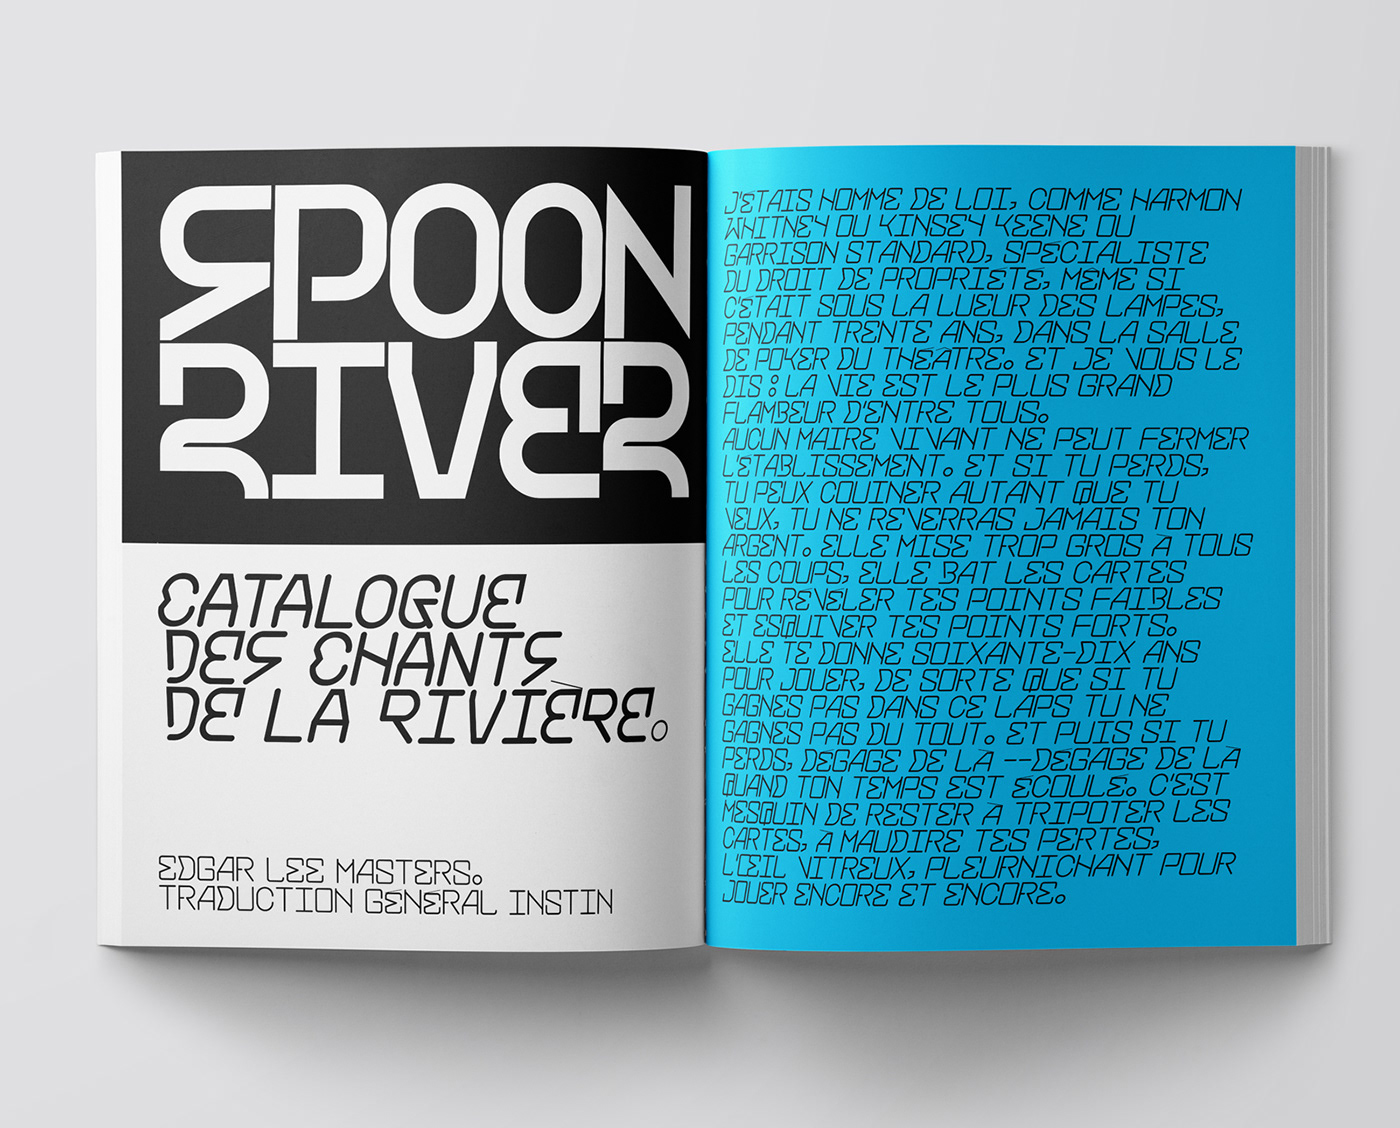 SPOON
RIVER
CATALOGUE
DES CHANTS
DE LA RIVIÈRE.
EDGAR LEE MASTERS.
TRADUCTION GÉNÉRAL INSTIN
J'ÉTAIS HOMME DE LOI, COMME HARMON
WHITNEY OU KINSEY KEENE OU
GARRISON STANDARD, SPÉCIALISTE
DU DROIT DE PROPRIÉTÉ, MÊME SI
C'ÉTAIT SOUS LA LUEUR DES LAMPES,
PENDANT TRENTE ANS, DANS LA SALLE
DE POKER DU THÉATRE. ET JE VOUS LE
DIS : LA VIE EST LE PLUS GRAND
FLAMBEUR D'ENTRE TOUS.
AUCUN MAIRE VIVANT NE PEUT FERMER
L'ÉTABLISSEMENT. ET SI TU PERDS,
TU PEUX COUINER AUTANT QUE TU
VEUX, TU NE REVERRAS JAMAIS TON
ARGENT. ELLE MISE TROP GROS À TOUS
LES COUPS, ELLE BAT LES CARTES
POUR RÉVÉLER TES POINTS FAIBLES
ET ESQUIVER TES POINTS FORTS.
ELLE TE DONNE SOIXANTE-DIX ANS
POUR JOUER, DE SORTE QUE SI TU
GAGNES PAS DANS CE LAPS TU NE
GAGNES PAS DU TOUT. ET PUIS SI TU
PERDS, DÉGAGE DE LÀ --DÉGAGE DE LÀ
QUAND TON TEMPS EST ÉCOULÉ. C'EST
MESQUIN DE RESTER À TRIPOTER LES
CARTES, À MAUDIRE TES PERTES,
L'ŒIL VITREUX, PLEURNICHANT POUR
JOUER ENCORE ET ENCORE.